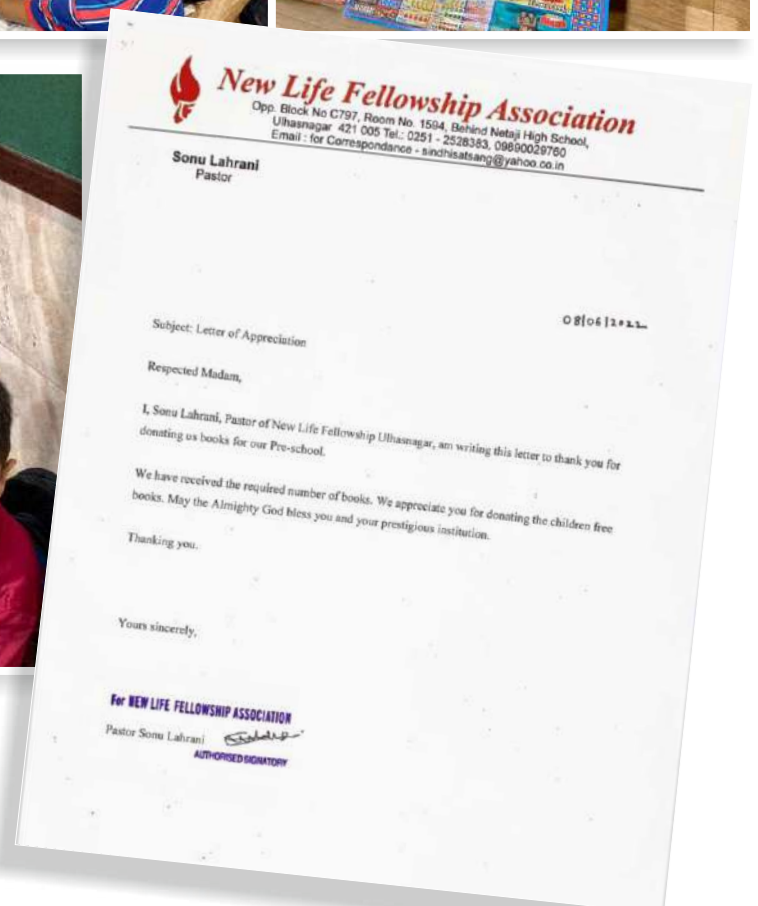 New Life Fellowship Association
Opp. Block No C797, Room No. 1594, Behind Netaji High School,
Ulhasnagar 421 005 Tel.: 0251 - 2528383, 09890029760
Email : for Correspondance - sindhisatsang@yahoo.co.in
Sonu Lahrani
Pastor
08/06/2022
Subject: Letter of Appreciation
Respected Madam,
I, Sonu Lahrani, Pastor of New Life Fellowship Ulhasnagar, am writing this letter to thank you for
donating us books for our Pre-school.
We have received the required number of books. We appreciate you for donating the children free
books. May the Almighty God bless you and your prestigious institution.
Thanking you.
Yours sincerely,
For NEW LIFE FELLOWSHIP ASSOCIATION
Pastor Sonu Lahrani
AUTHORISED SIGNATORY